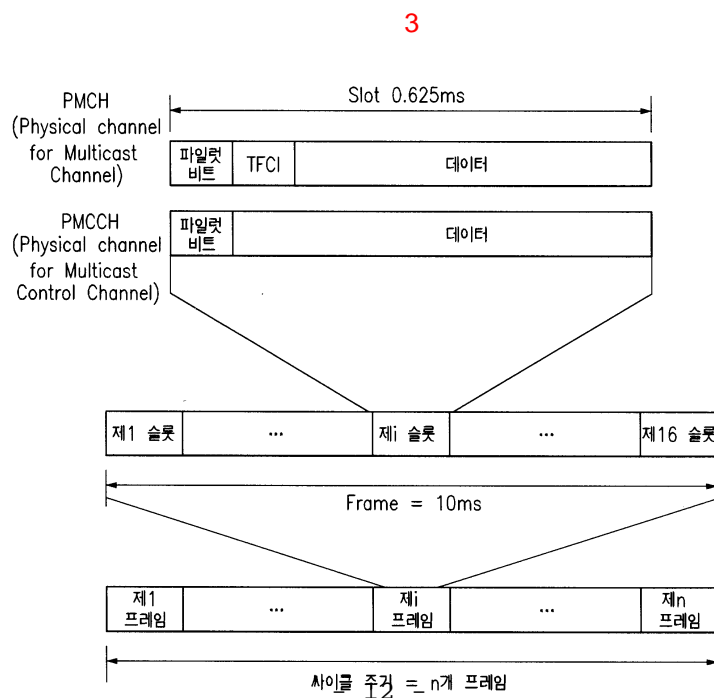 3
Slot 0.625ms
PMCH
(Physical channel
for Multicast
Channel)
파일럿
비트
TFCI
데이터
PMCCH
(Physical channel
for Multicast
Control Channel)
파일럿
비트
데이터
제1 슬롯
...
제i 슬롯
...
제16 슬롯
Frame = 10ms
제1
프레임
...
제i
프레임
...
제n
프레임
싸이클 주기 = n개 프레임
- 12 -